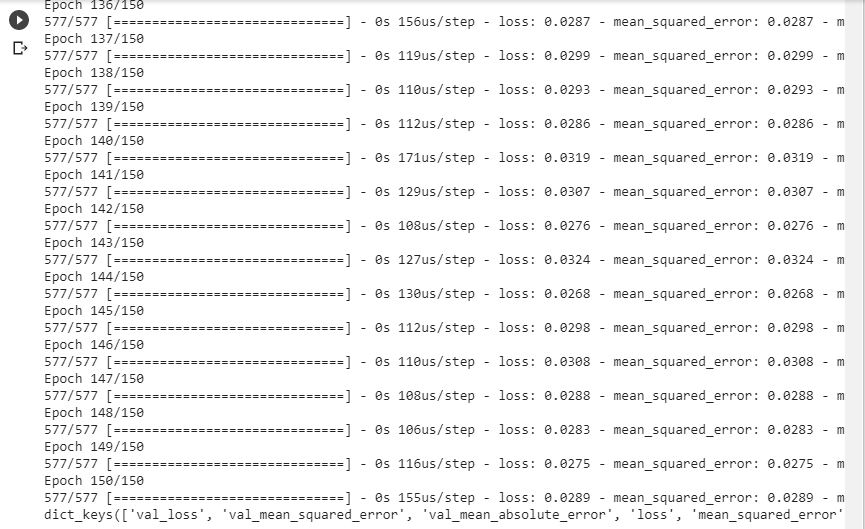 Epoch 136/150
577/577 [==============================] - 0s 156us/step - loss: 0.0287 - mean_squared_error: 0.0287 - m
Epoch 137/150
577/577 [==============================] - 0s 119us/step - loss: 0.0299 - mean_squared_error: 0.0299 - m
Epoch 138/150
577/577 [==============================] - 0s 110us/step - loss: 0.0293 - mean_squared_error: 0.0293 - m
Epoch 139/150
577/577 [==============================] - 0s 112us/step - loss: 0.0286 - mean_squared_error: 0.0286 - m
Epoch 140/150
577/577 [==============================] - 0s 171us/step - loss: 0.0319 - mean_squared_error: 0.0319 - m
Epoch 141/150
577/577 [==============================] - 0s 129us/step - loss: 0.0307 - mean_squared_error: 0.0307 - m
Epoch 142/150
577/577 [==============================] - 0s 108us/step - loss: 0.0276 - mean_squared_error: 0.0276 - m
Epoch 143/150
577/577 [==============================] - 0s 127us/step - loss: 0.0324 - mean_squared_error: 0.0324 - m
Epoch 144/150
577/577 [==============================] - 0s 130us/step - loss: 0.0268 - mean_squared_error: 0.0268 - m
Epoch 145/150
577/577 [==============================] - 0s 112us/step - loss: 0.0298 - mean_squared_error: 0.0298 - m
Epoch 146/150
577/577 [==============================] - 0s 110us/step - loss: 0.0308 - mean_squared_error: 0.0308 - m
Epoch 147/150
577/577 [==============================] - 0s 108us/step - loss: 0.0288 - mean_squared_error: 0.0288 - m
Epoch 148/150
577/577 [==============================] - 0s 106us/step - loss: 0.0283 - mean_squared_error: 0.0283 - m
Epoch 149/150
577/577 [==============================] - 0s 116us/step - loss: 0.0275 - mean_squared_error: 0.0275 - m
Epoch 150/150
577/577 [==============================] - 0s 155us/step - loss: 0.0289 - mean_squared_error: 0.0289 - m
dict_keys(['val_loss', 'val_mean_squared_error', 'val_mean_absolute_error', 'loss', 'mean_squared_error'